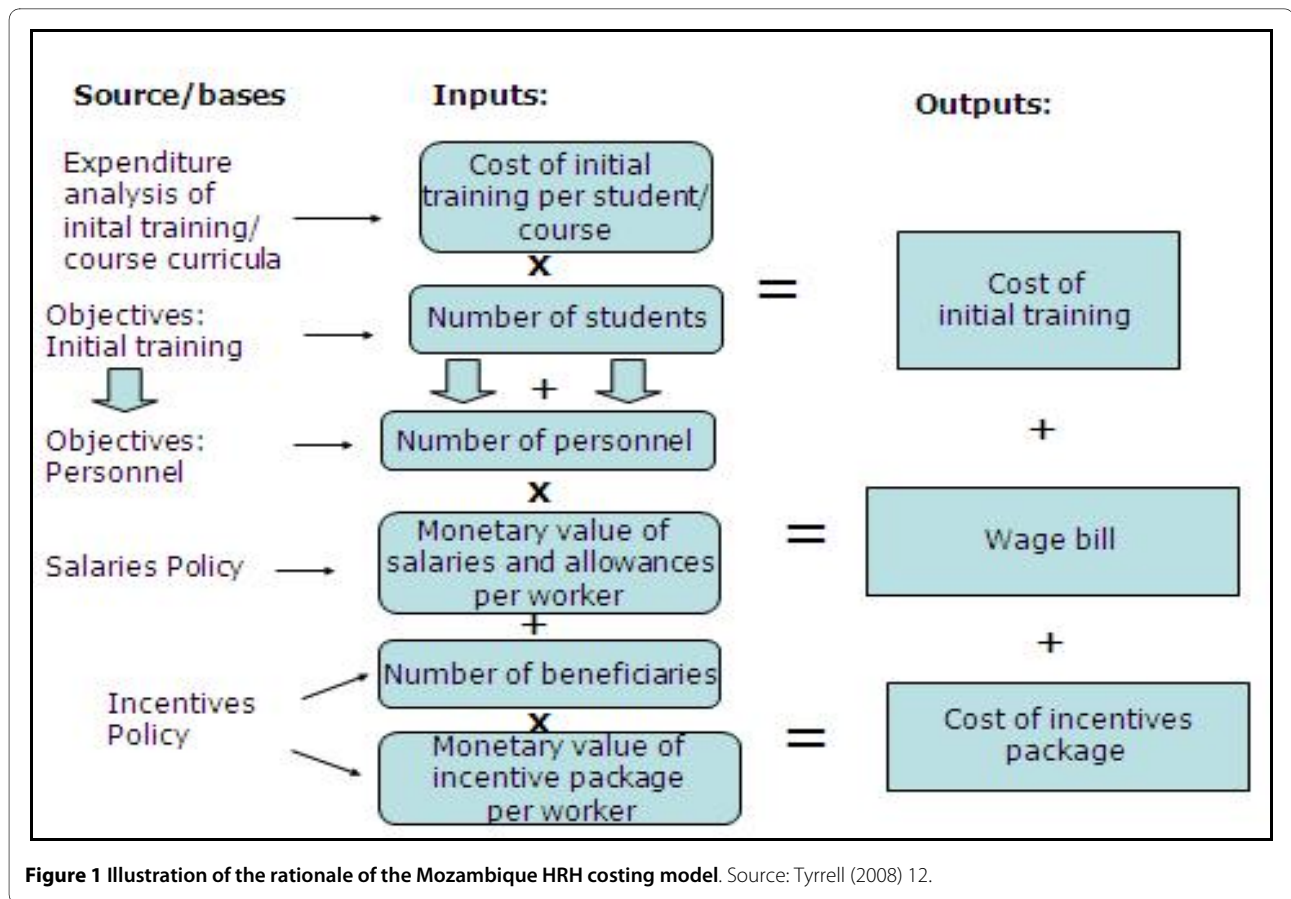 Source/bases
Inputs:
Outputs:
Expenditure
analysis of
inital training/
course curricula
Cost of initial
training per student/
course
x
Number of students
=
Cost of
initial training
Objectives:
Initial training
+
+
Objectives:
Personnel
Number of personnel
x
Monetary value of
salaries and allowances
per worker
=
Wage bill
Salaries Policy
+
+
Incentives
Policy
Number of beneficiaries
x
Monetary value of
incentive package
per worker
=
Cost of incentives
package
Figure 1 Illustration of the rationale of the Mozambique HRH costing model. Source: Tyrrell (2008) 12.